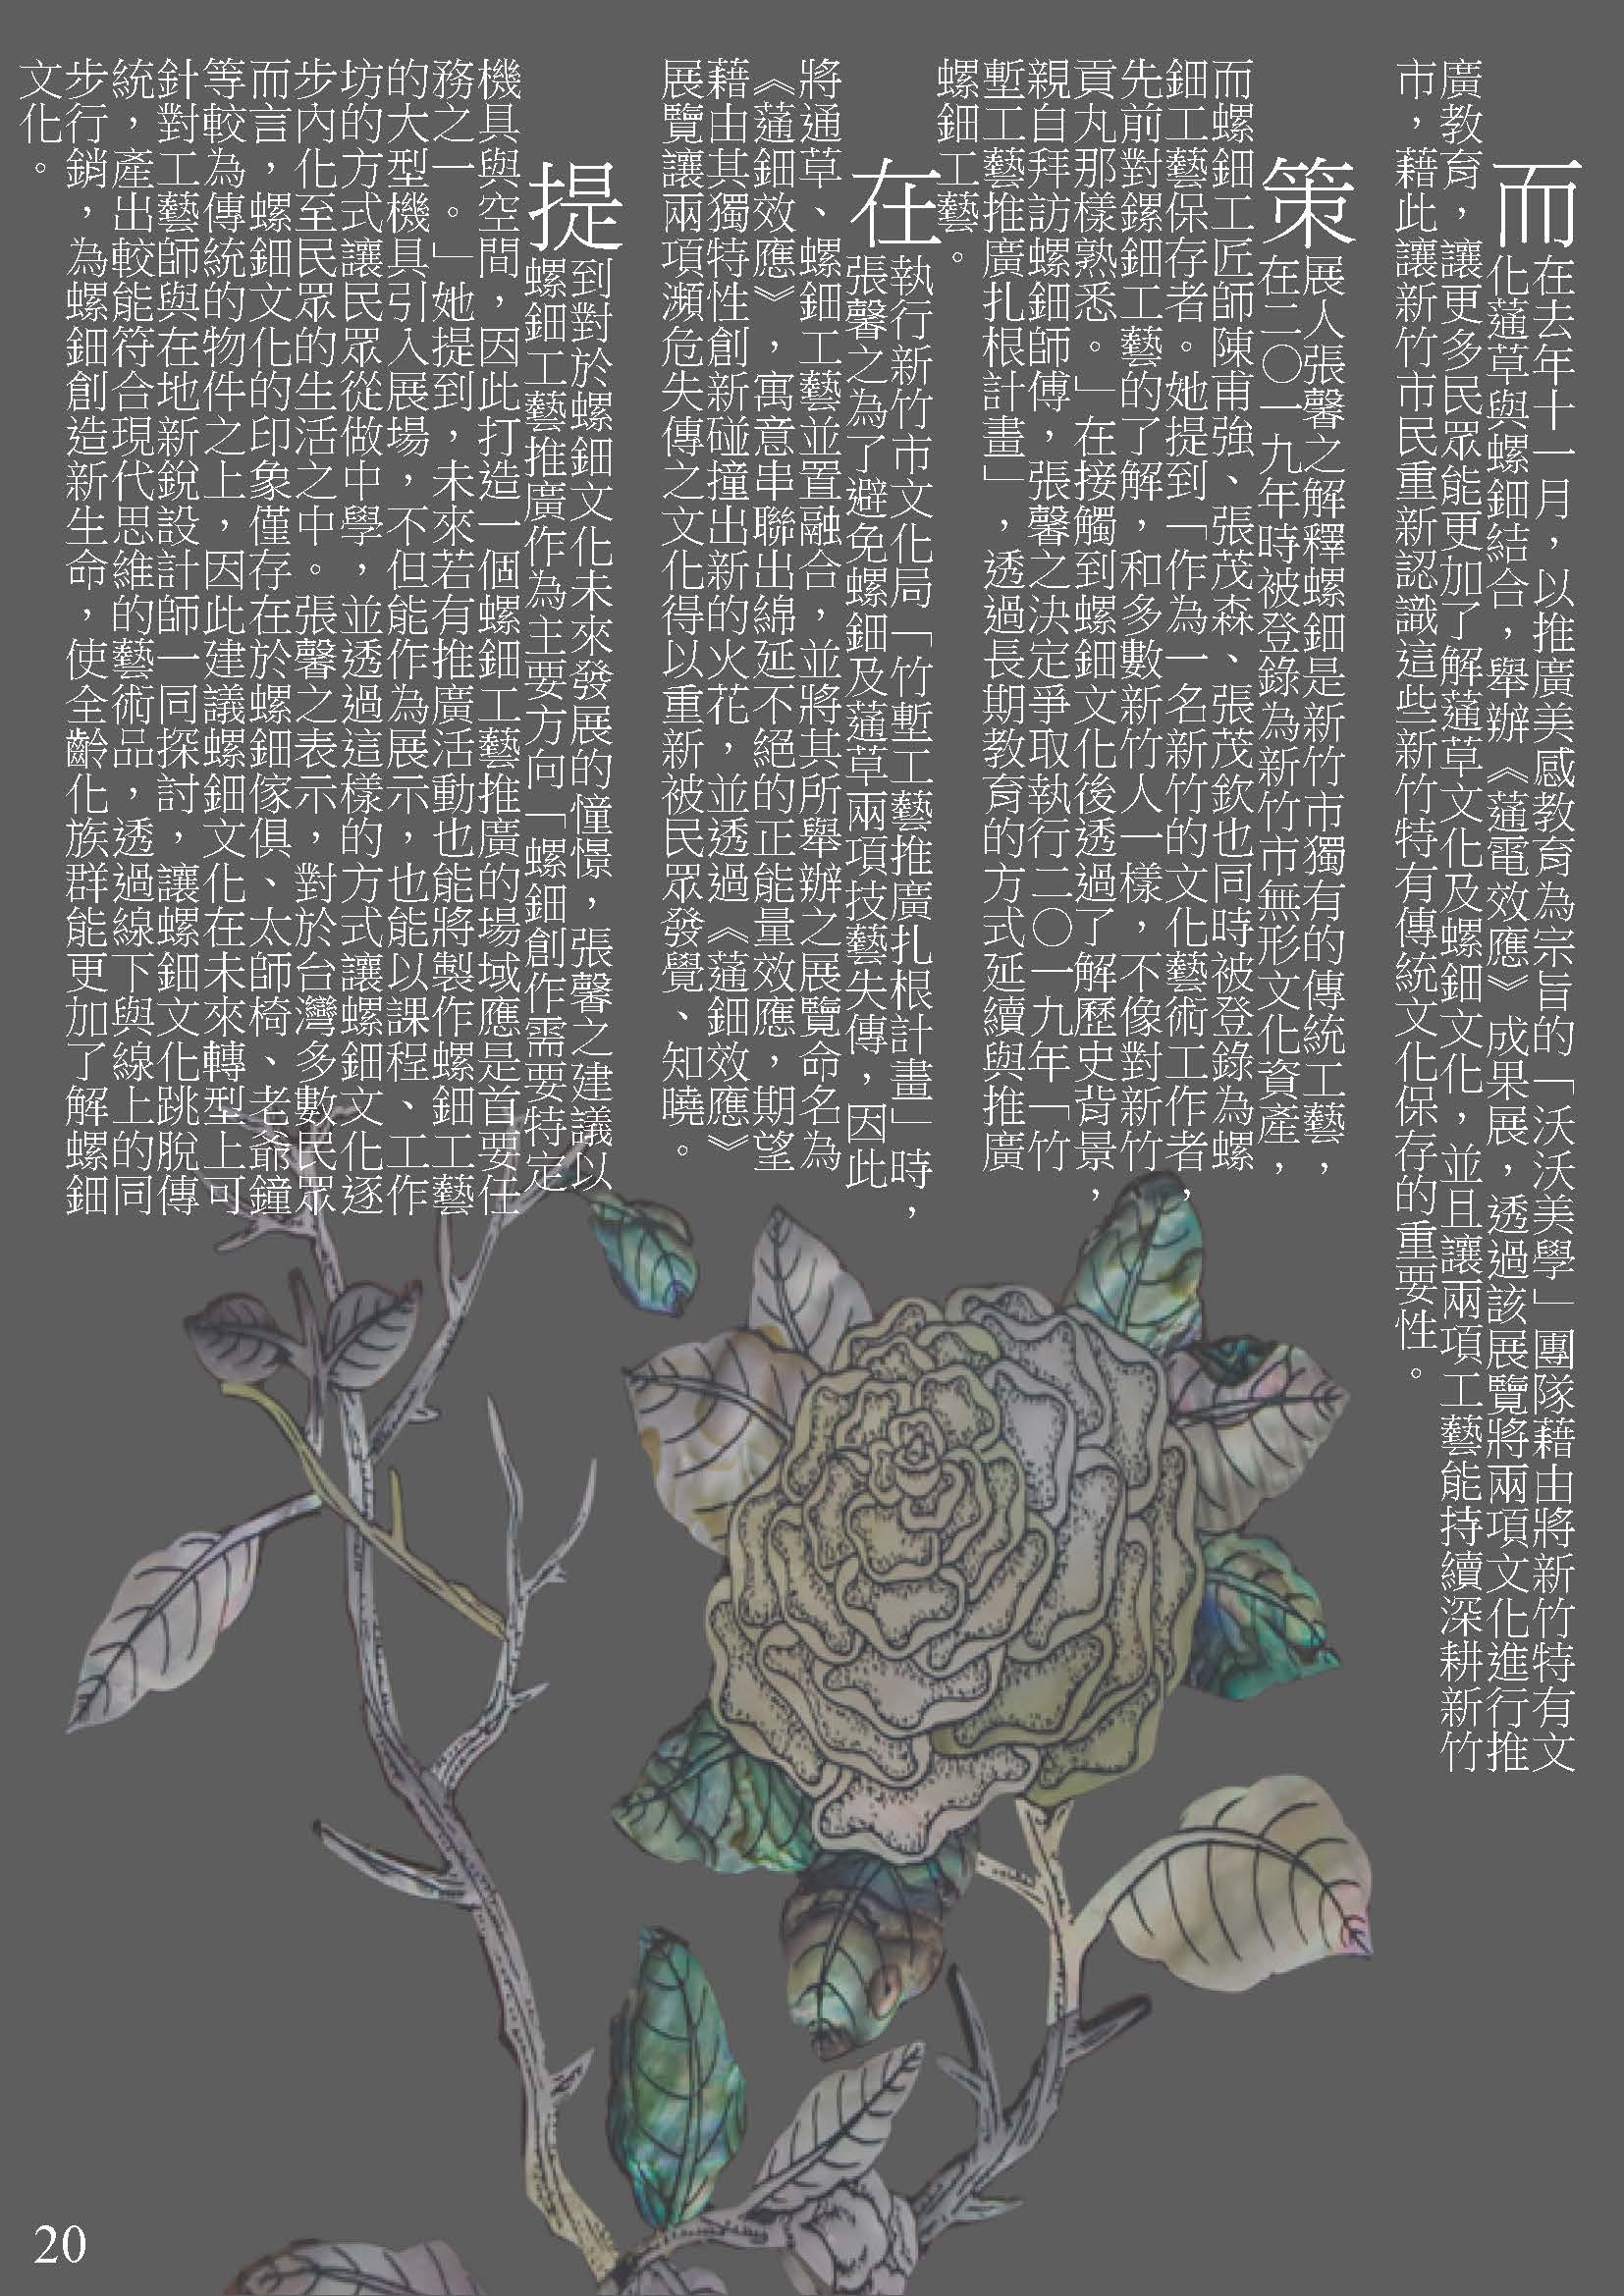 而在去年十一月，以推廣美感教育為宗旨的「沃沃美學」團隊藉由將新竹特有文
化蓪草與螺鈿結合，舉辦《蓪電效應》成果展，透過該展覽將兩項文化進行推
廣教育，讓更多民眾能更加了解蓪草文化及螺鈿文化，並且讓兩項工藝能持續深耕新竹
市，藉此讓新竹市民重新認識這些新竹特有傳統文化保存的重要性。
策展人張馨之解釋螺鈿是新竹市獨有的傳統工藝，
在二〇一九年時被登錄為新竹市無形文化資產，
而螺鈿工匠師陳甫強、張茂森、張茂欽也同時被登錄為螺
鈿工藝保存者。她提到「作為一名新竹的文化藝術工作者，
先前對鏍鈿工藝的了解，和多數新竹人一樣，不像對新竹
貢丸那樣熟悉。」在接觸到螺鈿文化後透過了解歷史背景，
親自拜訪螺鈿師傅，張馨之決定爭取執行二〇一九年「竹
塹工藝推廣扎根計畫」，透過長期教育的方式延續與推廣
螺鈿工藝。
在執行新竹市文化局「竹塹工藝推廣扎根計畫」時，
張馨之為了避免螺鈿及蓪草兩項技藝失傳，因此
將通草、螺鈿工藝並置融合，並將其所舉辦之展覽命名為
《蓪鈿效應》，寓意串聯出綿延不絕的正能量效應，期望
藉由其獨特性創新碰撞出新的火花，並透過《蓪鈿效應》
展覽讓兩項瀕危失傳之文化得以重新被民眾發覺、知曉。
提到對於螺鈿文化未來發展的憧憬，張馨之建議以
螺鈿工藝推廣作為主要方向「螺鈿創作需要特定
機具與空間，因此打造一個螺鈿工藝推廣的場域應是首要任
務之一。」她提到，未來若有推廣活動也能將製作螺鈿工藝
的大型機具引入展場，不但能作為展示，也能以課程、工作
坊的方式讓民眾從做中學，並透過這樣的方式讓螺鈿文化逐
步內化至民眾的生活之中。張馨之表示，對於台灣多數民眾
而言，螺鈿文化的印象僅存在於螺鈿傢俱、太師椅、老爺鐘
等較為傳統的物件之上，因此建議螺鈿文化在未來轉型上可
針對工藝師與在地新銳設計師一同探討，讓螺鈿文化跳脫傳
統，產出較能符合現代思維的藝術品，透過線下與線上的同
步行銷，為螺鈿創造新生命，使全齡化族群能更加了解螺鈿
文化。
20